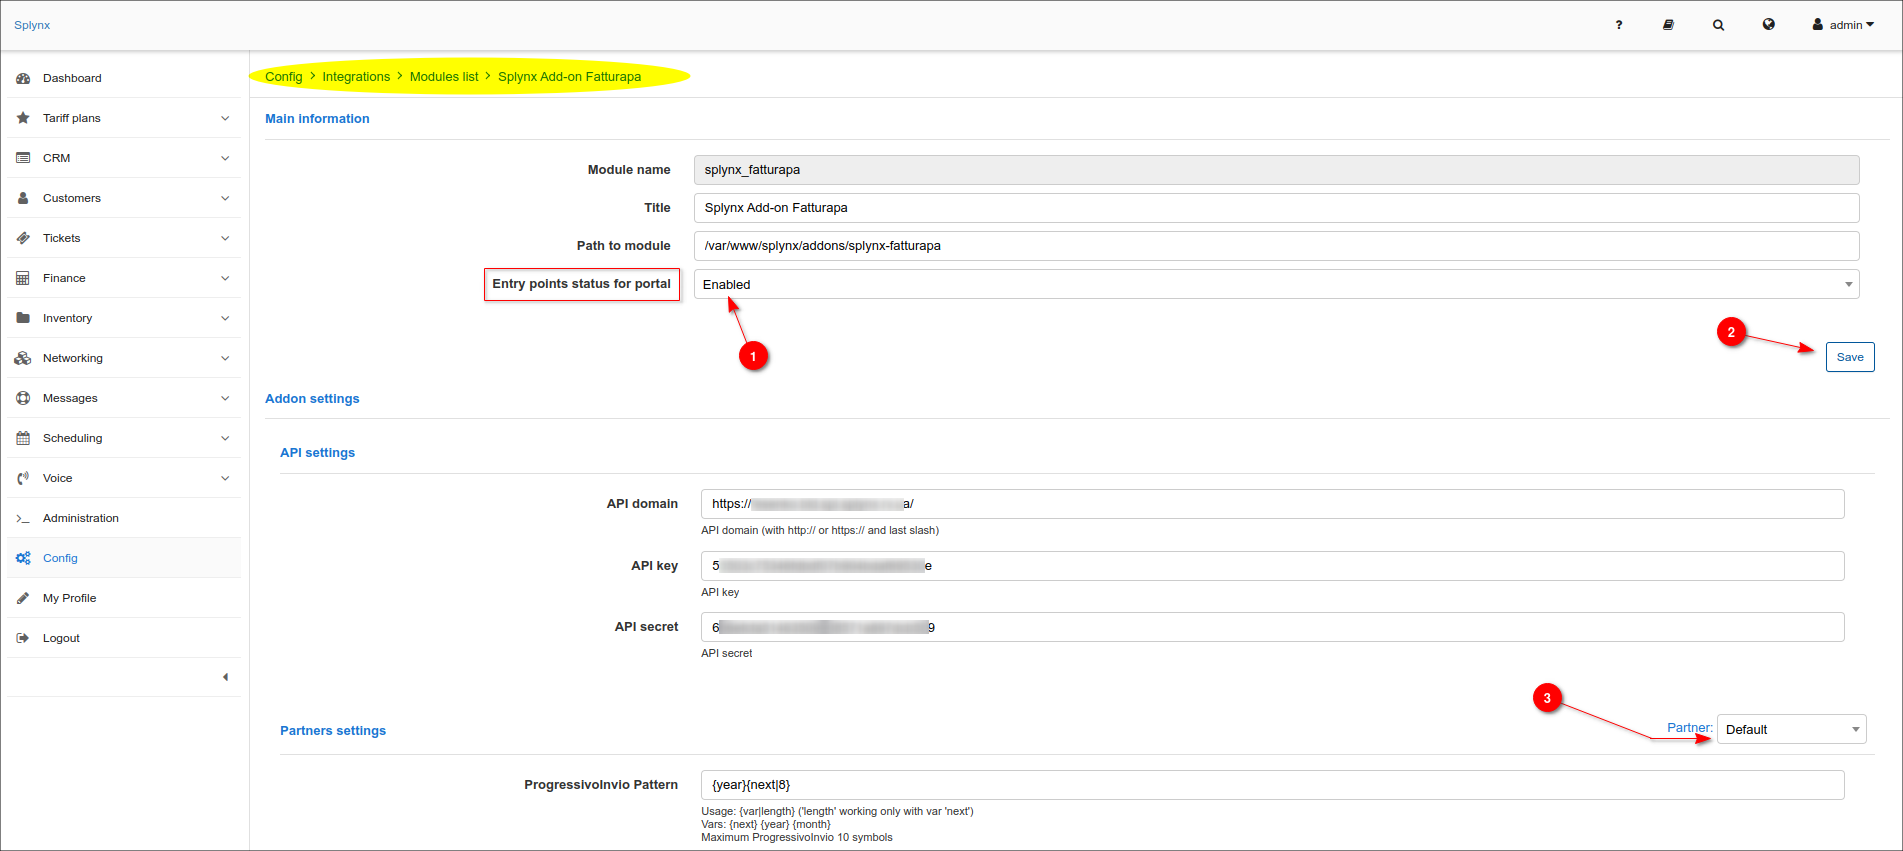 Splynx
? admin
Dashboard
Tariff plans
CRM
Customers
Tickets
Finance
Inventory
Networking
Messages
Scheduling
Voice
Administration
Config
My Profile
Logout
Config > Integrations > Modules list > Splynx Add-on Fatturapa
Main information
Module name splynx_fatturapa
Title Splynx Add-on Fatturapa
Path to module /var/www/splynx/addons/splynx-fatturapa
Entry points status for portal Enabled
1
2
Save
Addon settings
API settings
API domain https:// a/
API domain (with http:// or https:// and last slash)
API key 5 e
API key
API secret 6 9
API secret
3
Partners settings Partner: Default
ProgressivoInvio Pattern {year}{next|8}
Usage: {var|length} ('length' working only with var 'next')
Vars: {next} {year} {month}
Maximum ProgressivoInvio 10 symbols